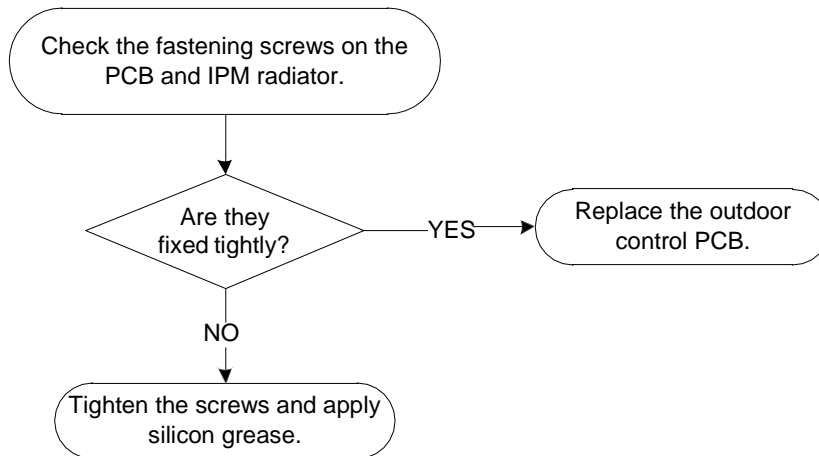 Check the fastening screws on the
PCB and IPM radiator.
Are they
fixed tightly?
YES
Replace the outdoor
control PCB.
NO
Tighten the screws and apply
silicon grease.